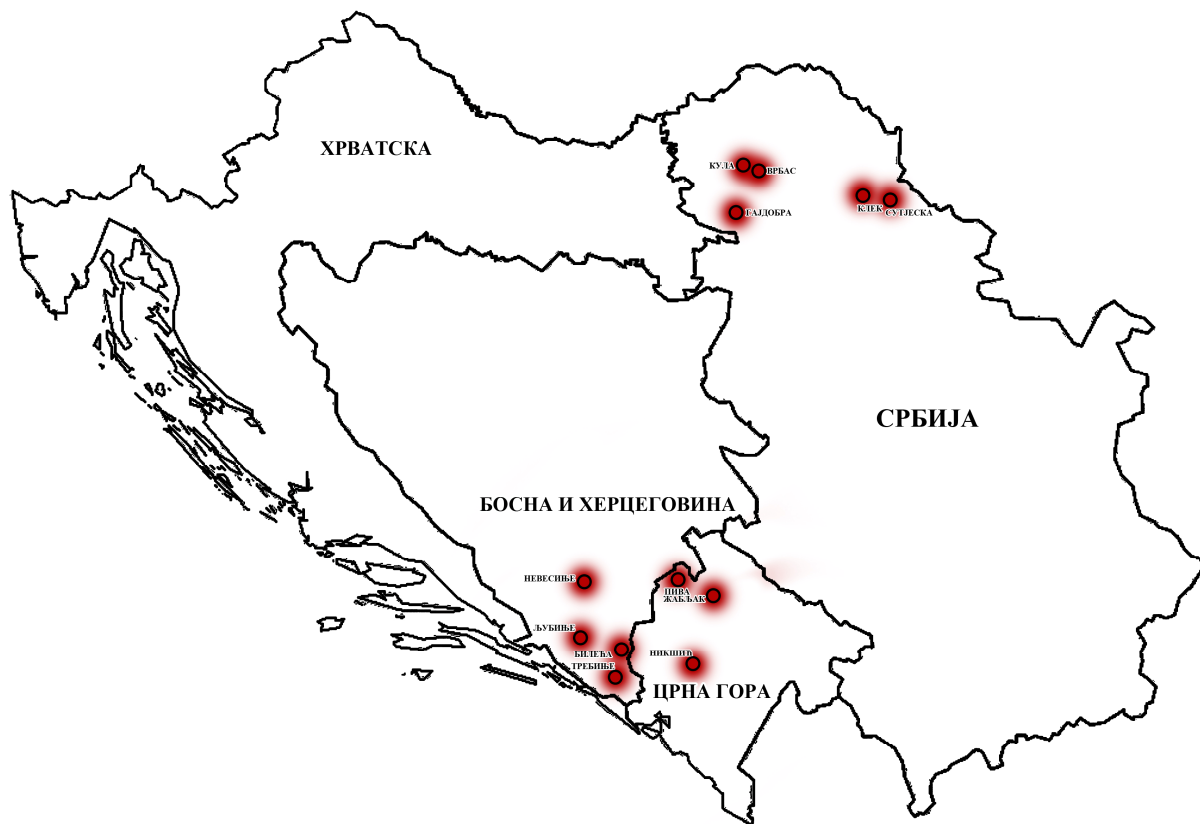 ХРВАТСКА
КУЛА
ВРБАС
ГАЈДОБРА
КЛЕК
СУТЈЕСКА
СРБИЈА
БОСНА И ХЕРЦЕГОВИНА
НЕВЕСИЊЕ
ПИВА
ЖАБЉАК
ЉУБИЊЕ
БИЛЕЋА
НИКШИЋ
ТРЕБИЊЕ
ЦРНА ГОРА